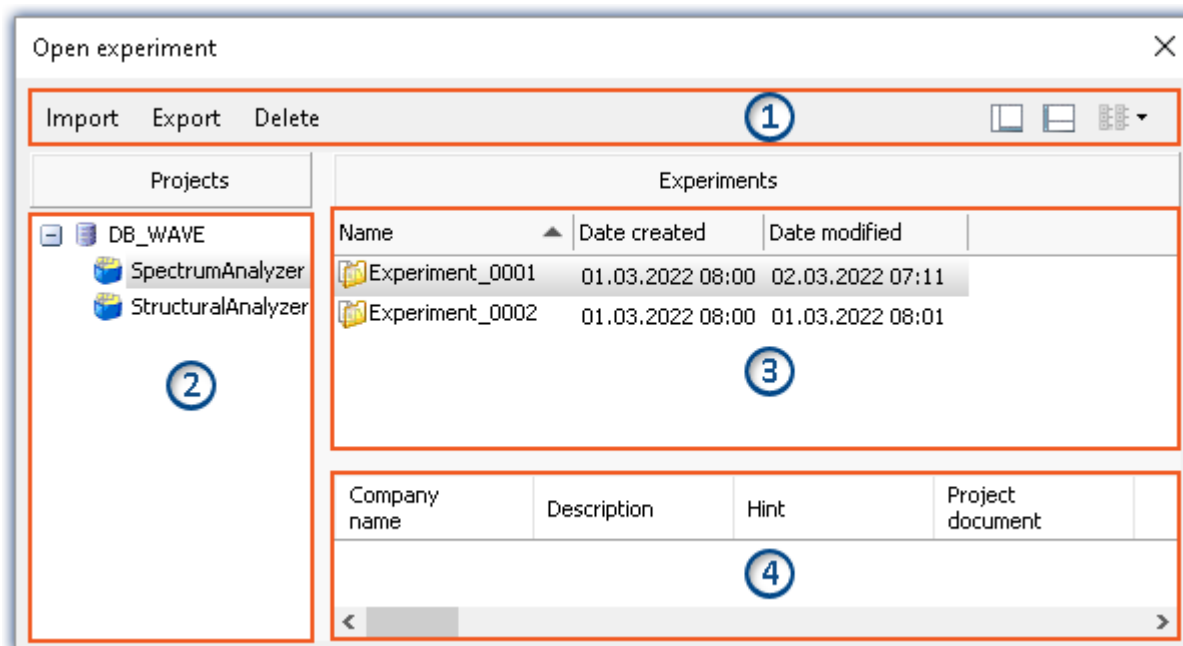 Open experiment
Import Export Delete 1
Projects Experiments
DB_WAVE Name Date created Date modified
SpectrumAnalyzer Experiment_0001 01.03.2022 08:00 02.03.2022 07:11
StructuralAnalyzer Experiment_0002 01.03.2022 08:00 01.03.2022 08:01
2 3
Company name Description Hint Project document
4